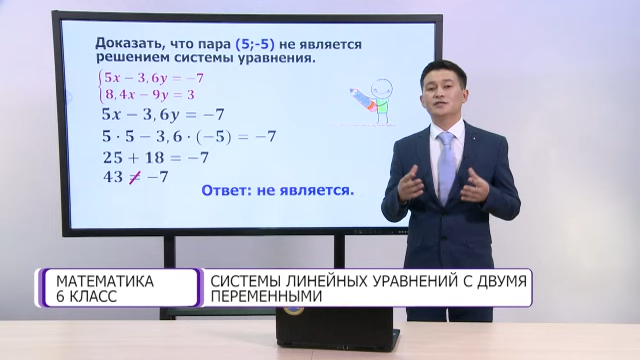 Доказать, что пара (5;-5) не является
решением системы уравнения.
5x − 3,6y = −7
8,4x − 9y = 3
5x − 3,6y = −7
5 · 5 − 3,6 · (−5) = −7
25 + 18 = −7
43 ≠ −7
Ответ: не является.
МАТЕМАТИКА
6 КЛАСС
СИСТЕМЫ ЛИНЕЙНЫХ УРАВНЕНИЙ С ДВУМЯ
ПЕРЕМЕННЫМИ